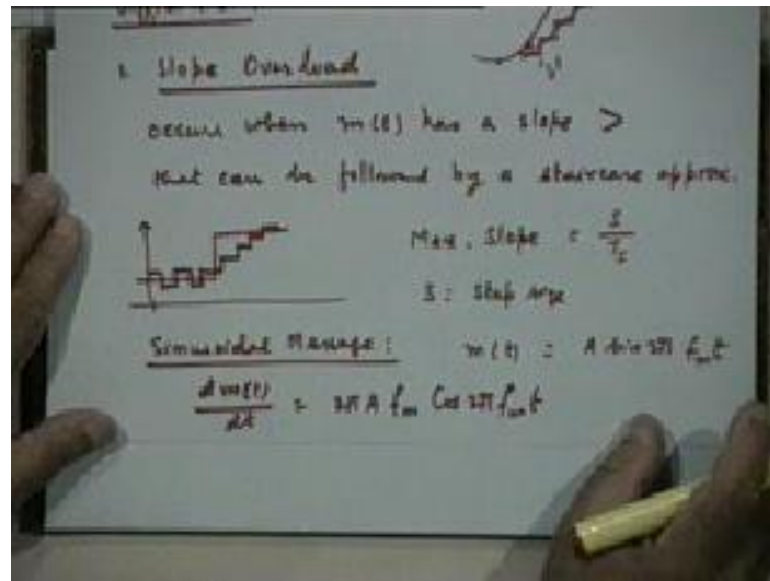 Slope Overload
occurs when m(t) has a slope >
that can be followed by a staircase approx.
Max. slope = δ/Ts
δ : step size
Sinusoidal Message : m(t) = A sin 2π fm t
dm(t)/dt = 2π A fm Cos 2π fm t